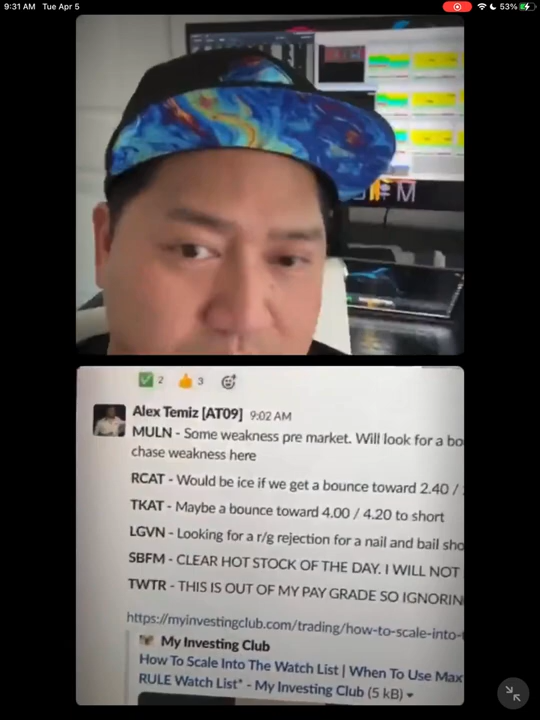 9:31 AM Tue Apr 5
53%
M
2 3
Alex Temiz [AT09] 9:02 AM
MULN - Some weakness pre market. Will look for a bo
chase weakness here
RCAT - Would be ice if we get a bounce toward 2.40 /
TKAT - Maybe a bounce toward 4.00 / 4.20 to short
LGVN - Looking for a r/g rejection for a nail and bail sho
SBFM - CLEAR HOT STOCK OF THE DAY. I WILL NOT
TWTR - THIS IS OUT OF MY PAY GRADE SO IGNORIN
https://myinvestingclub.com/trading/how-to-scale-into-
My Investing Club
How To Scale Into The Watch List | When To Use Max
RULE Watch List* - My Investing Club (5 kB)